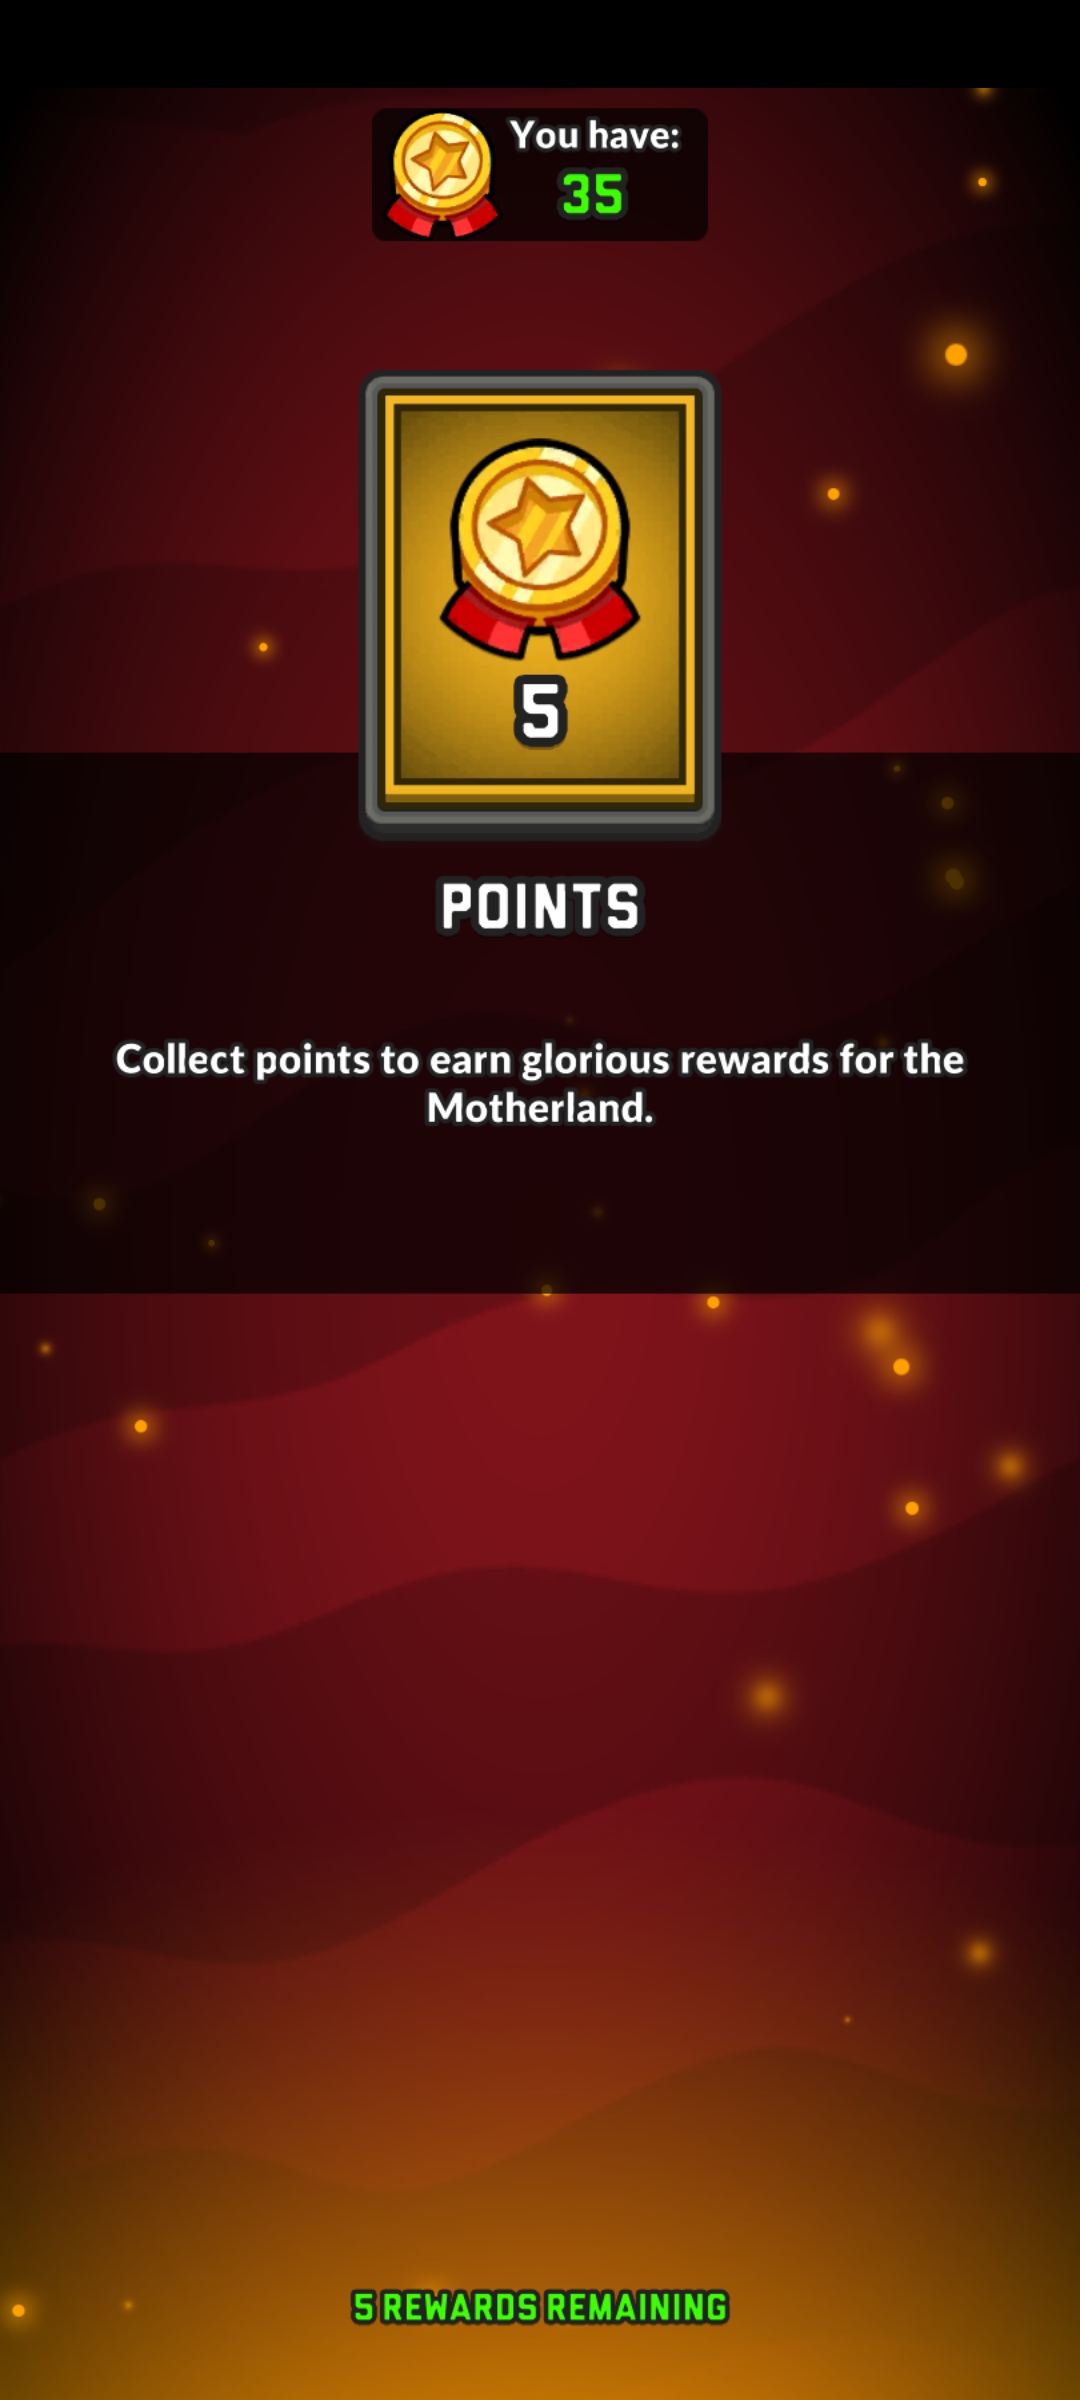 You have:
35
5
POINTS
Collect points to earn glorious rewards for the
Motherland.
5 REWARDS REMAINING